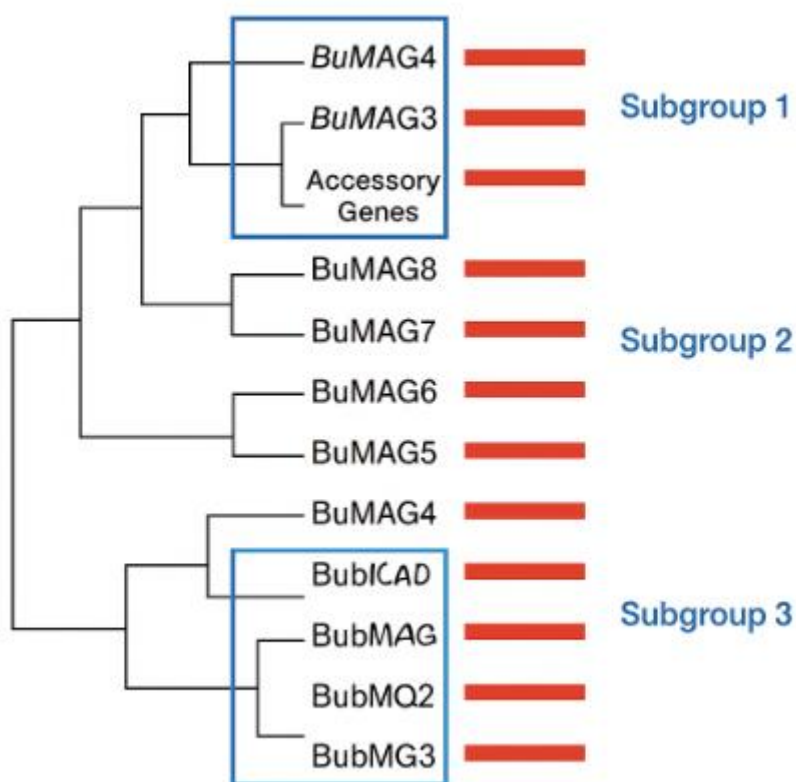 BuMAG4
BuMAG3
Subgroup 1
Accessory
Genes
BuMAG8
BuMAG7
Subgroup 2
BuMAG6
BuMAG5
BuMAG4
BubICAD
Subgroup 3
BubMAG
BubMQ2
BubMG3